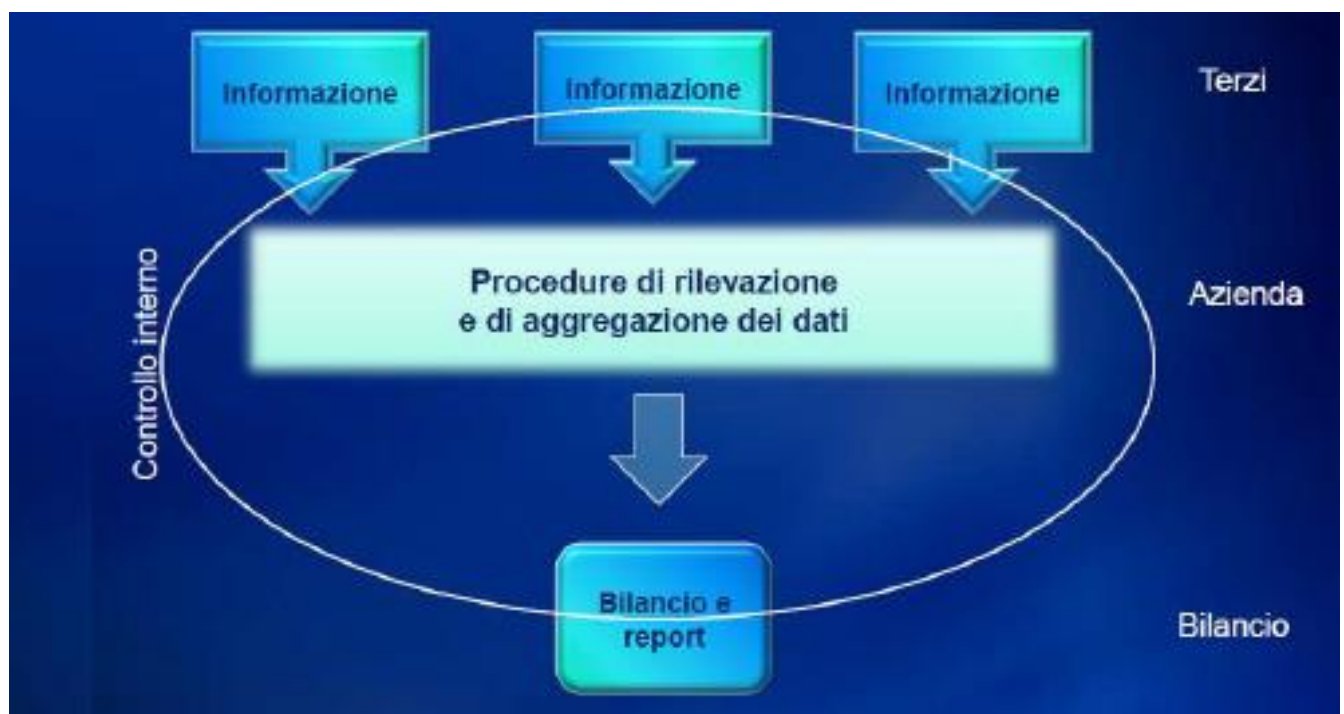 Informazione
Informazione
Informazione
Terzi
Controllo interno
Procedure di rilevazione
e di aggregazione dei dati
Azienda
Bilancio e
report
Bilancio